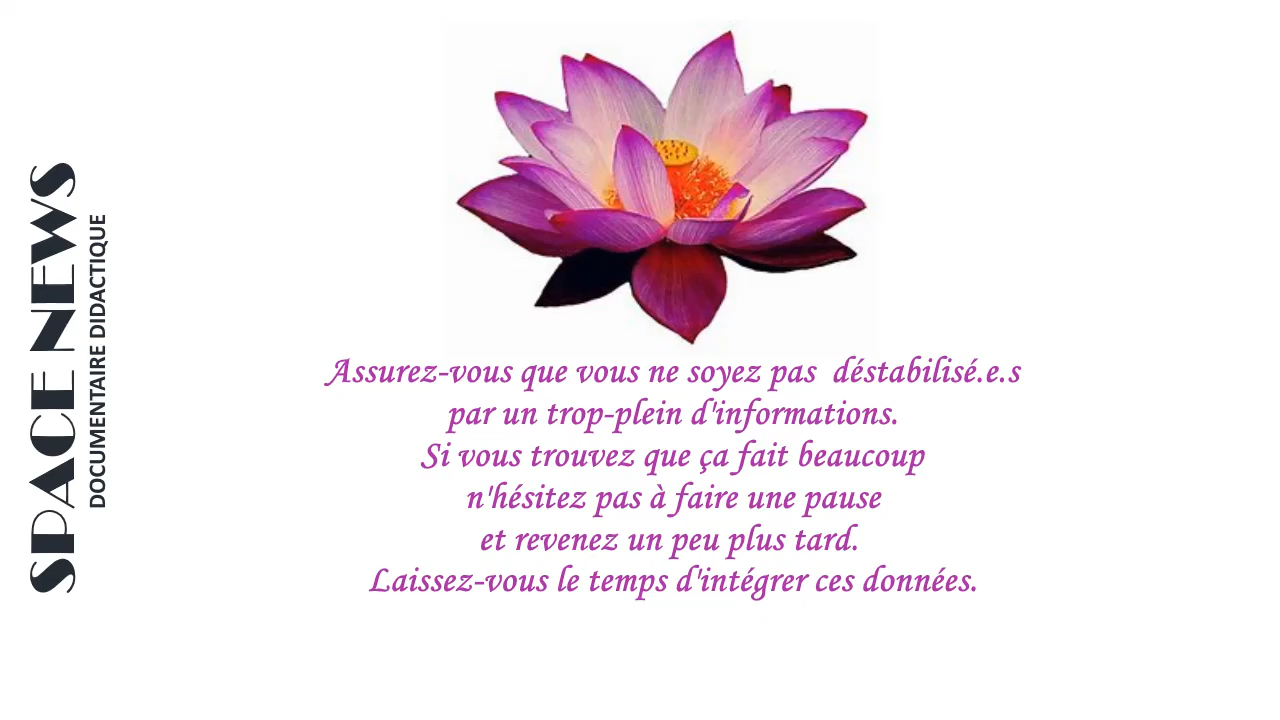 SPACE NEWS
DOCUMENTAIRE DIDACTIQUE
Assurez-vous que vous ne soyez pas déstabilisé.e.s
par un trop-plein d'informations.
Si vous trouvez que ça fait beaucoup
n'hésitez pas à faire une pause
et revenez un peu plus tard.
Laissez-vous le temps d'intégrer ces données.